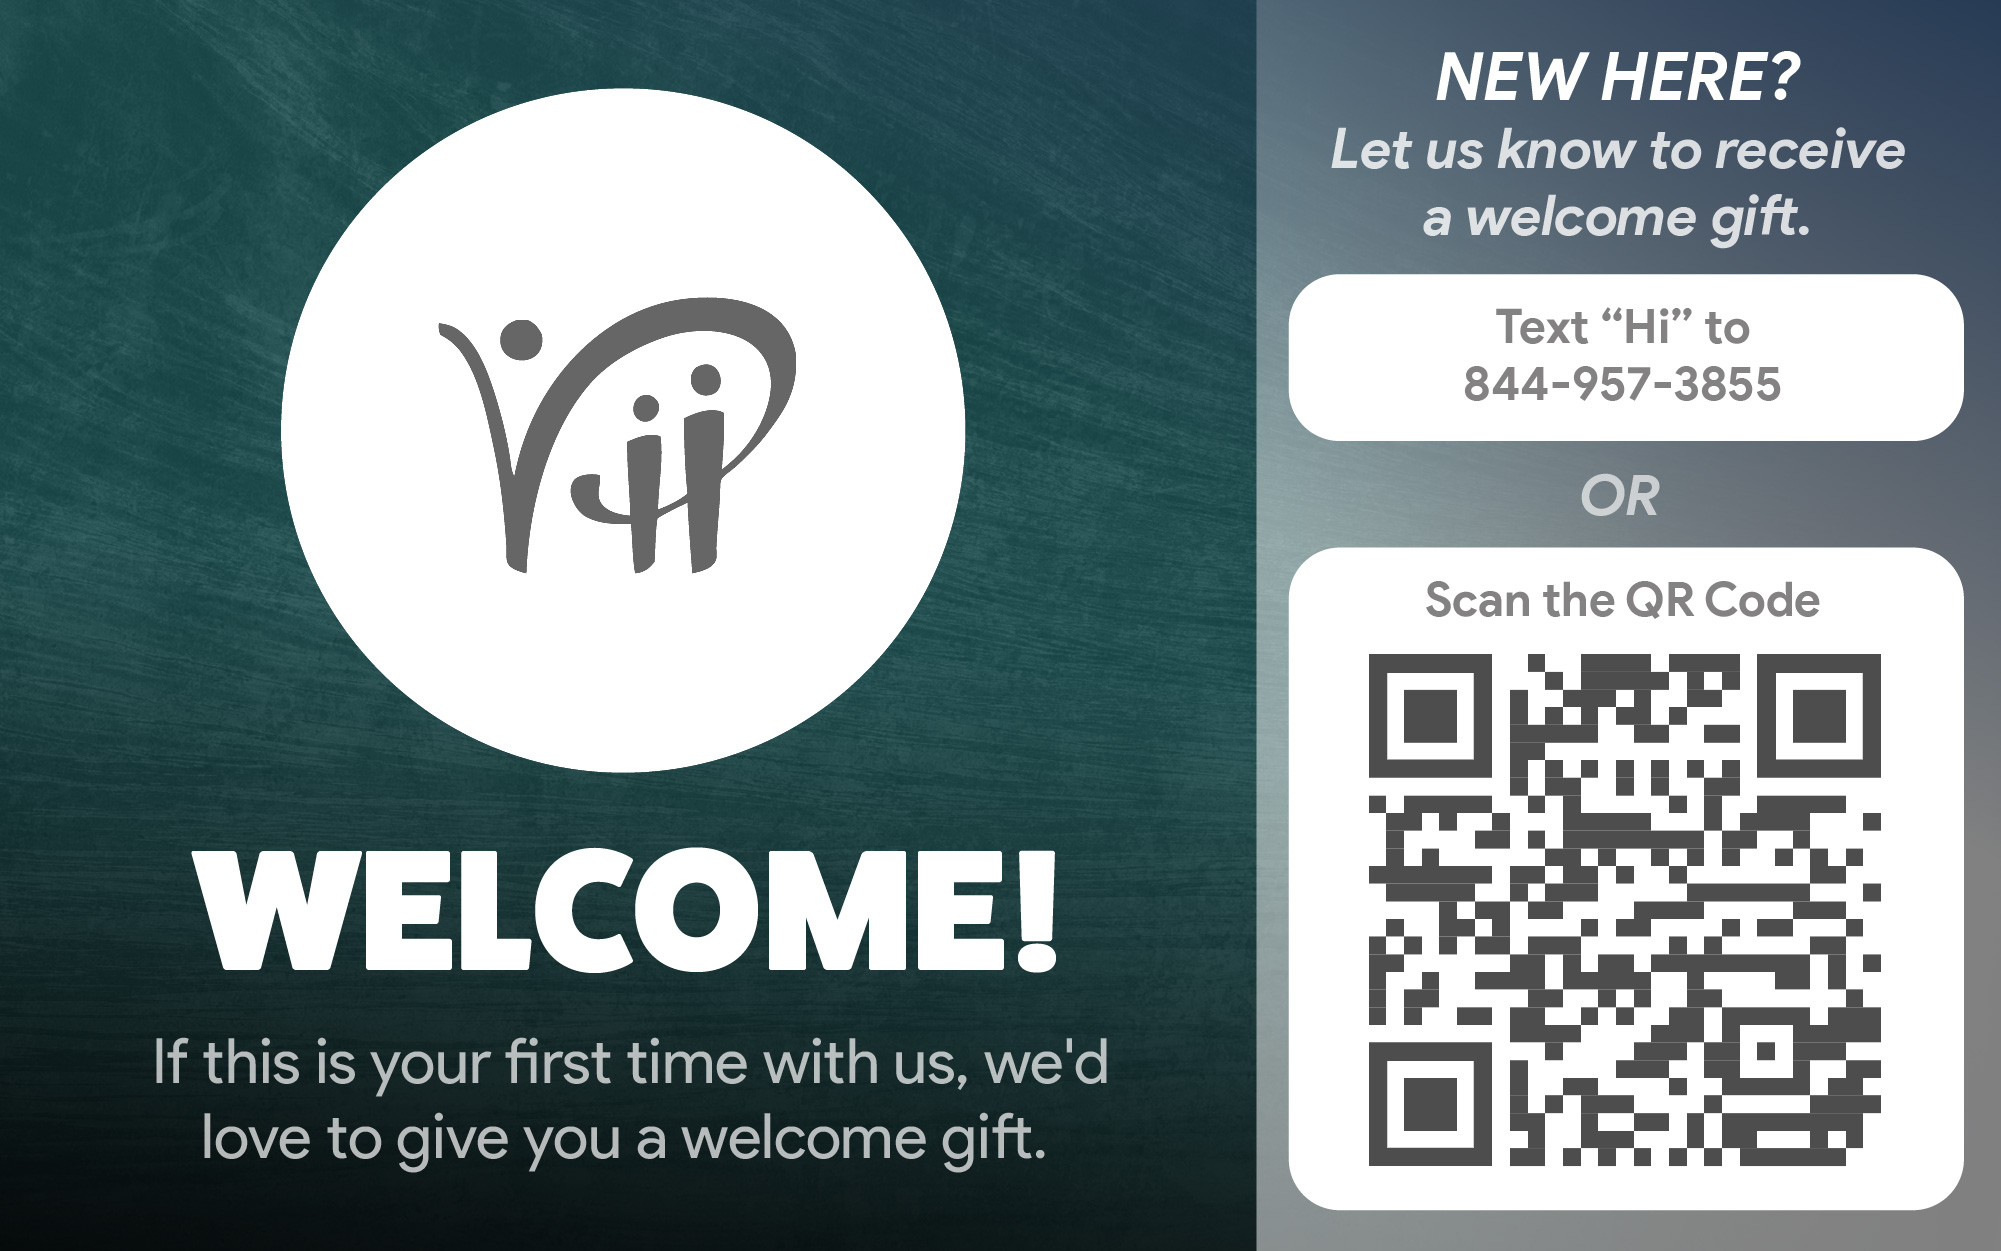 WELCOME!
If this is your first time with us, we'd
love to give you a welcome gift.
NEW HERE?
Let us know to receive
a welcome gift.
Text “Hi” to
844-957-3855
OR
Scan the QR Code